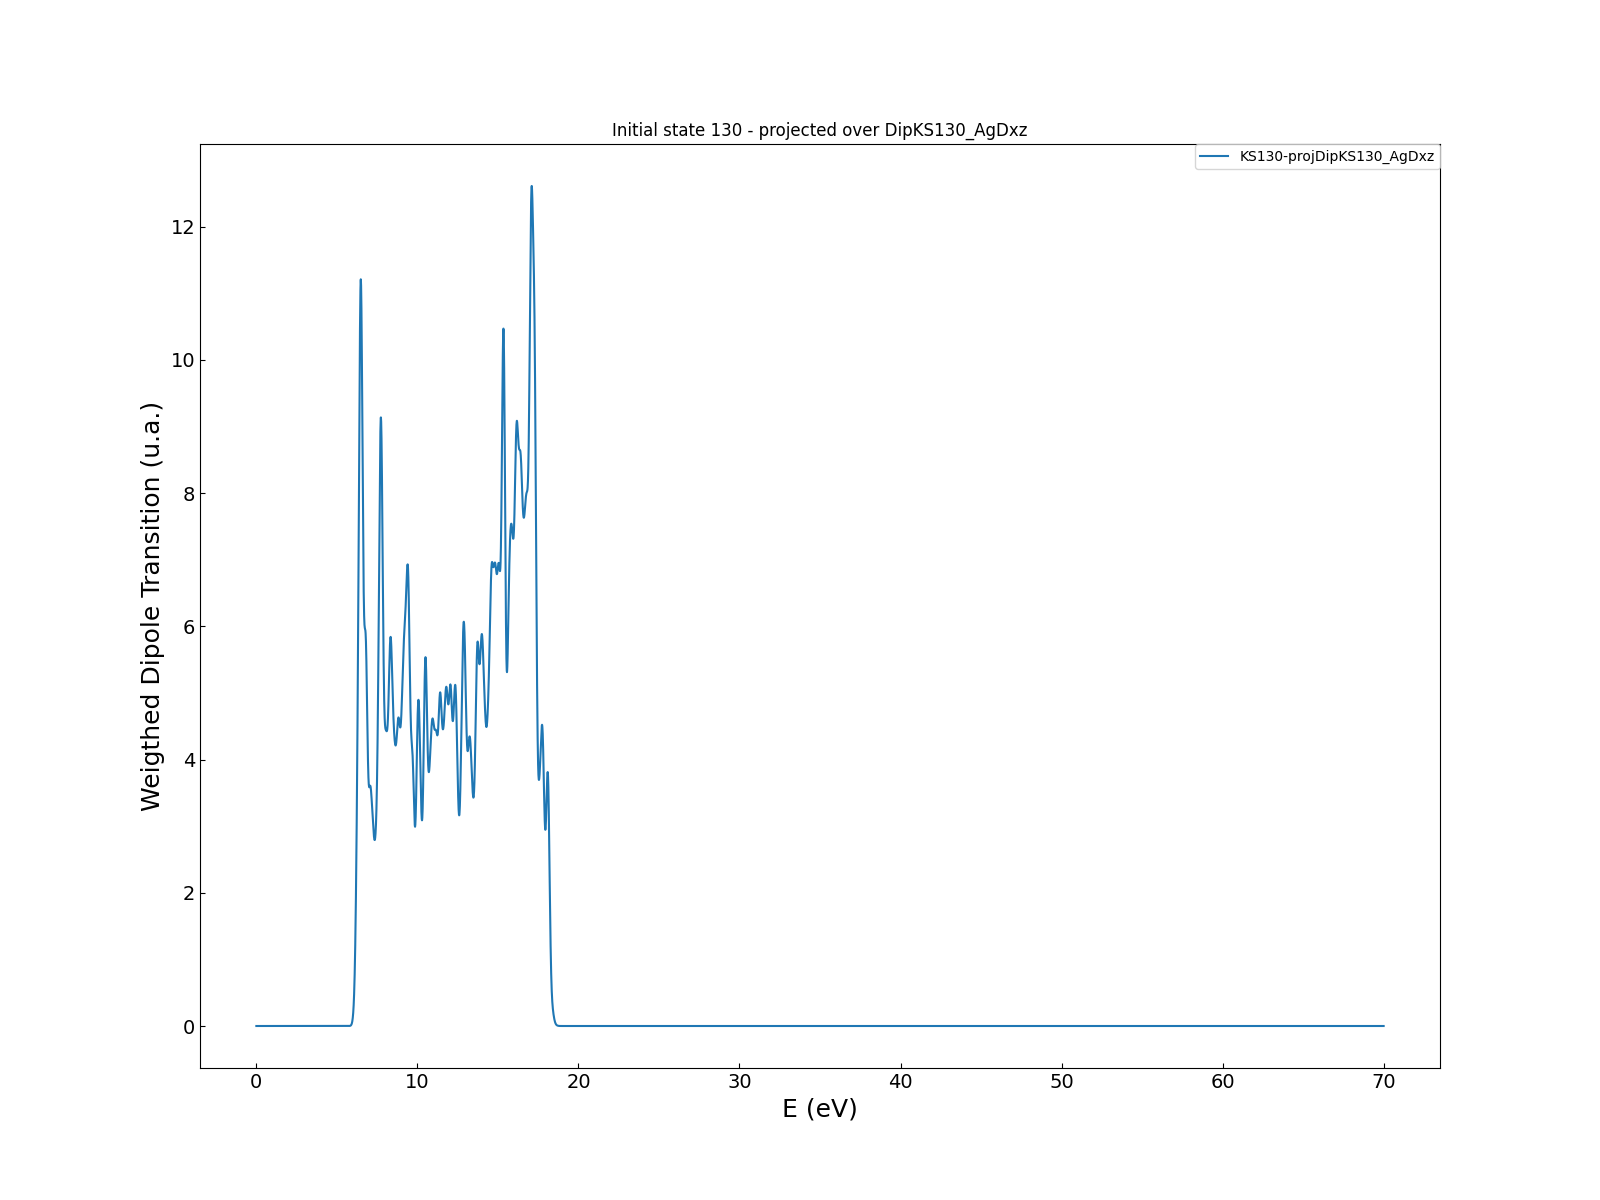 Initial state 130 - projected over DipKS130_AgDxz
KS130-projDipKS130_AgDxz
Weigthed Dipole Transition (u.a.)
12
10
8
6
4
2
0
0 10 20 30 40 50 60 70
E (eV)